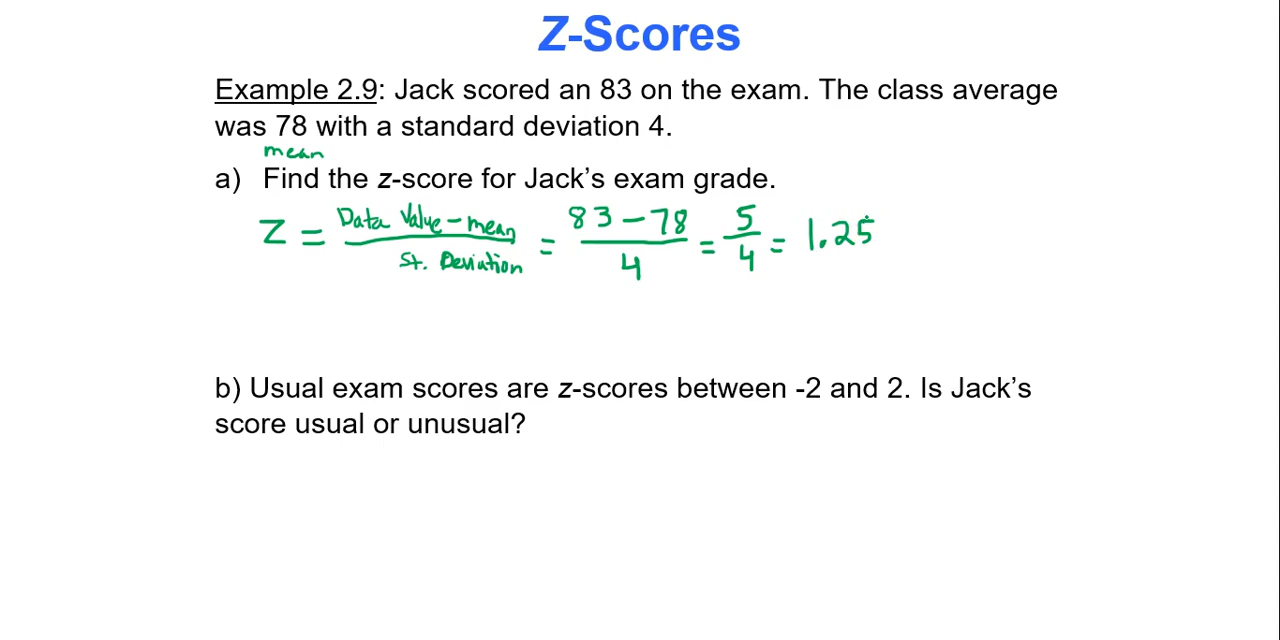 Z-Scores
Example 2.9: Jack scored an 83 on the exam. The class average
was 78 with a standard deviation 4.
mean
a) Find the z-score for Jack's exam grade.
Z = Data Value - mean / St. Deviation = 83 - 78 / 4 = 5 / 4 = 1.25
b) Usual exam scores are z-scores between -2 and 2. Is Jack's
score usual or unusual?